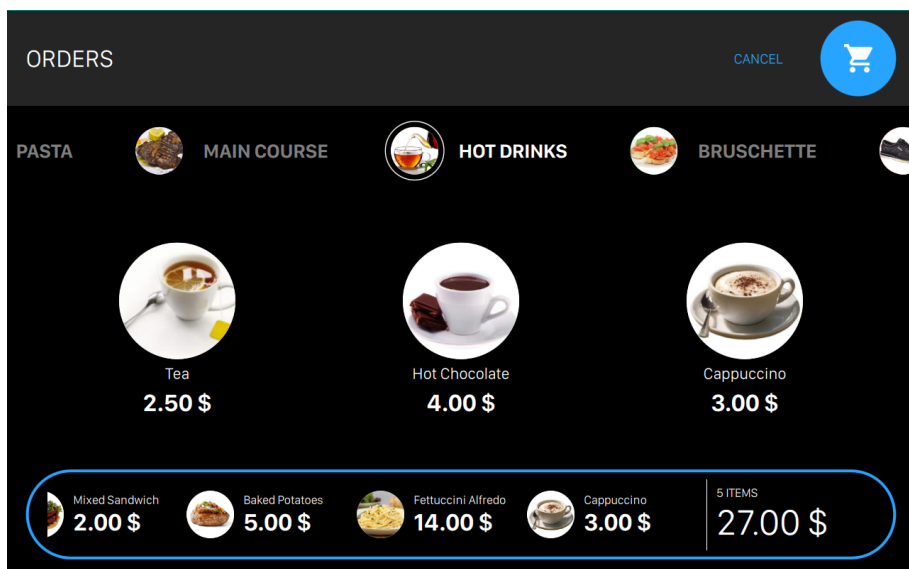 ORDERS
CANCEL
PASTA
MAIN COURSE
HOT DRINKS
BRUSCHETTE
Tea
2.50 $
Hot Chocolate
4.00 $
Cappuccino
3.00 $
Mixed Sandwich
2.00 $
Baked Potatoes
5.00 $
Fettuccini Alfredo
14.00 $
Cappuccino
3.00 $
5 ITEMS
27.00 $